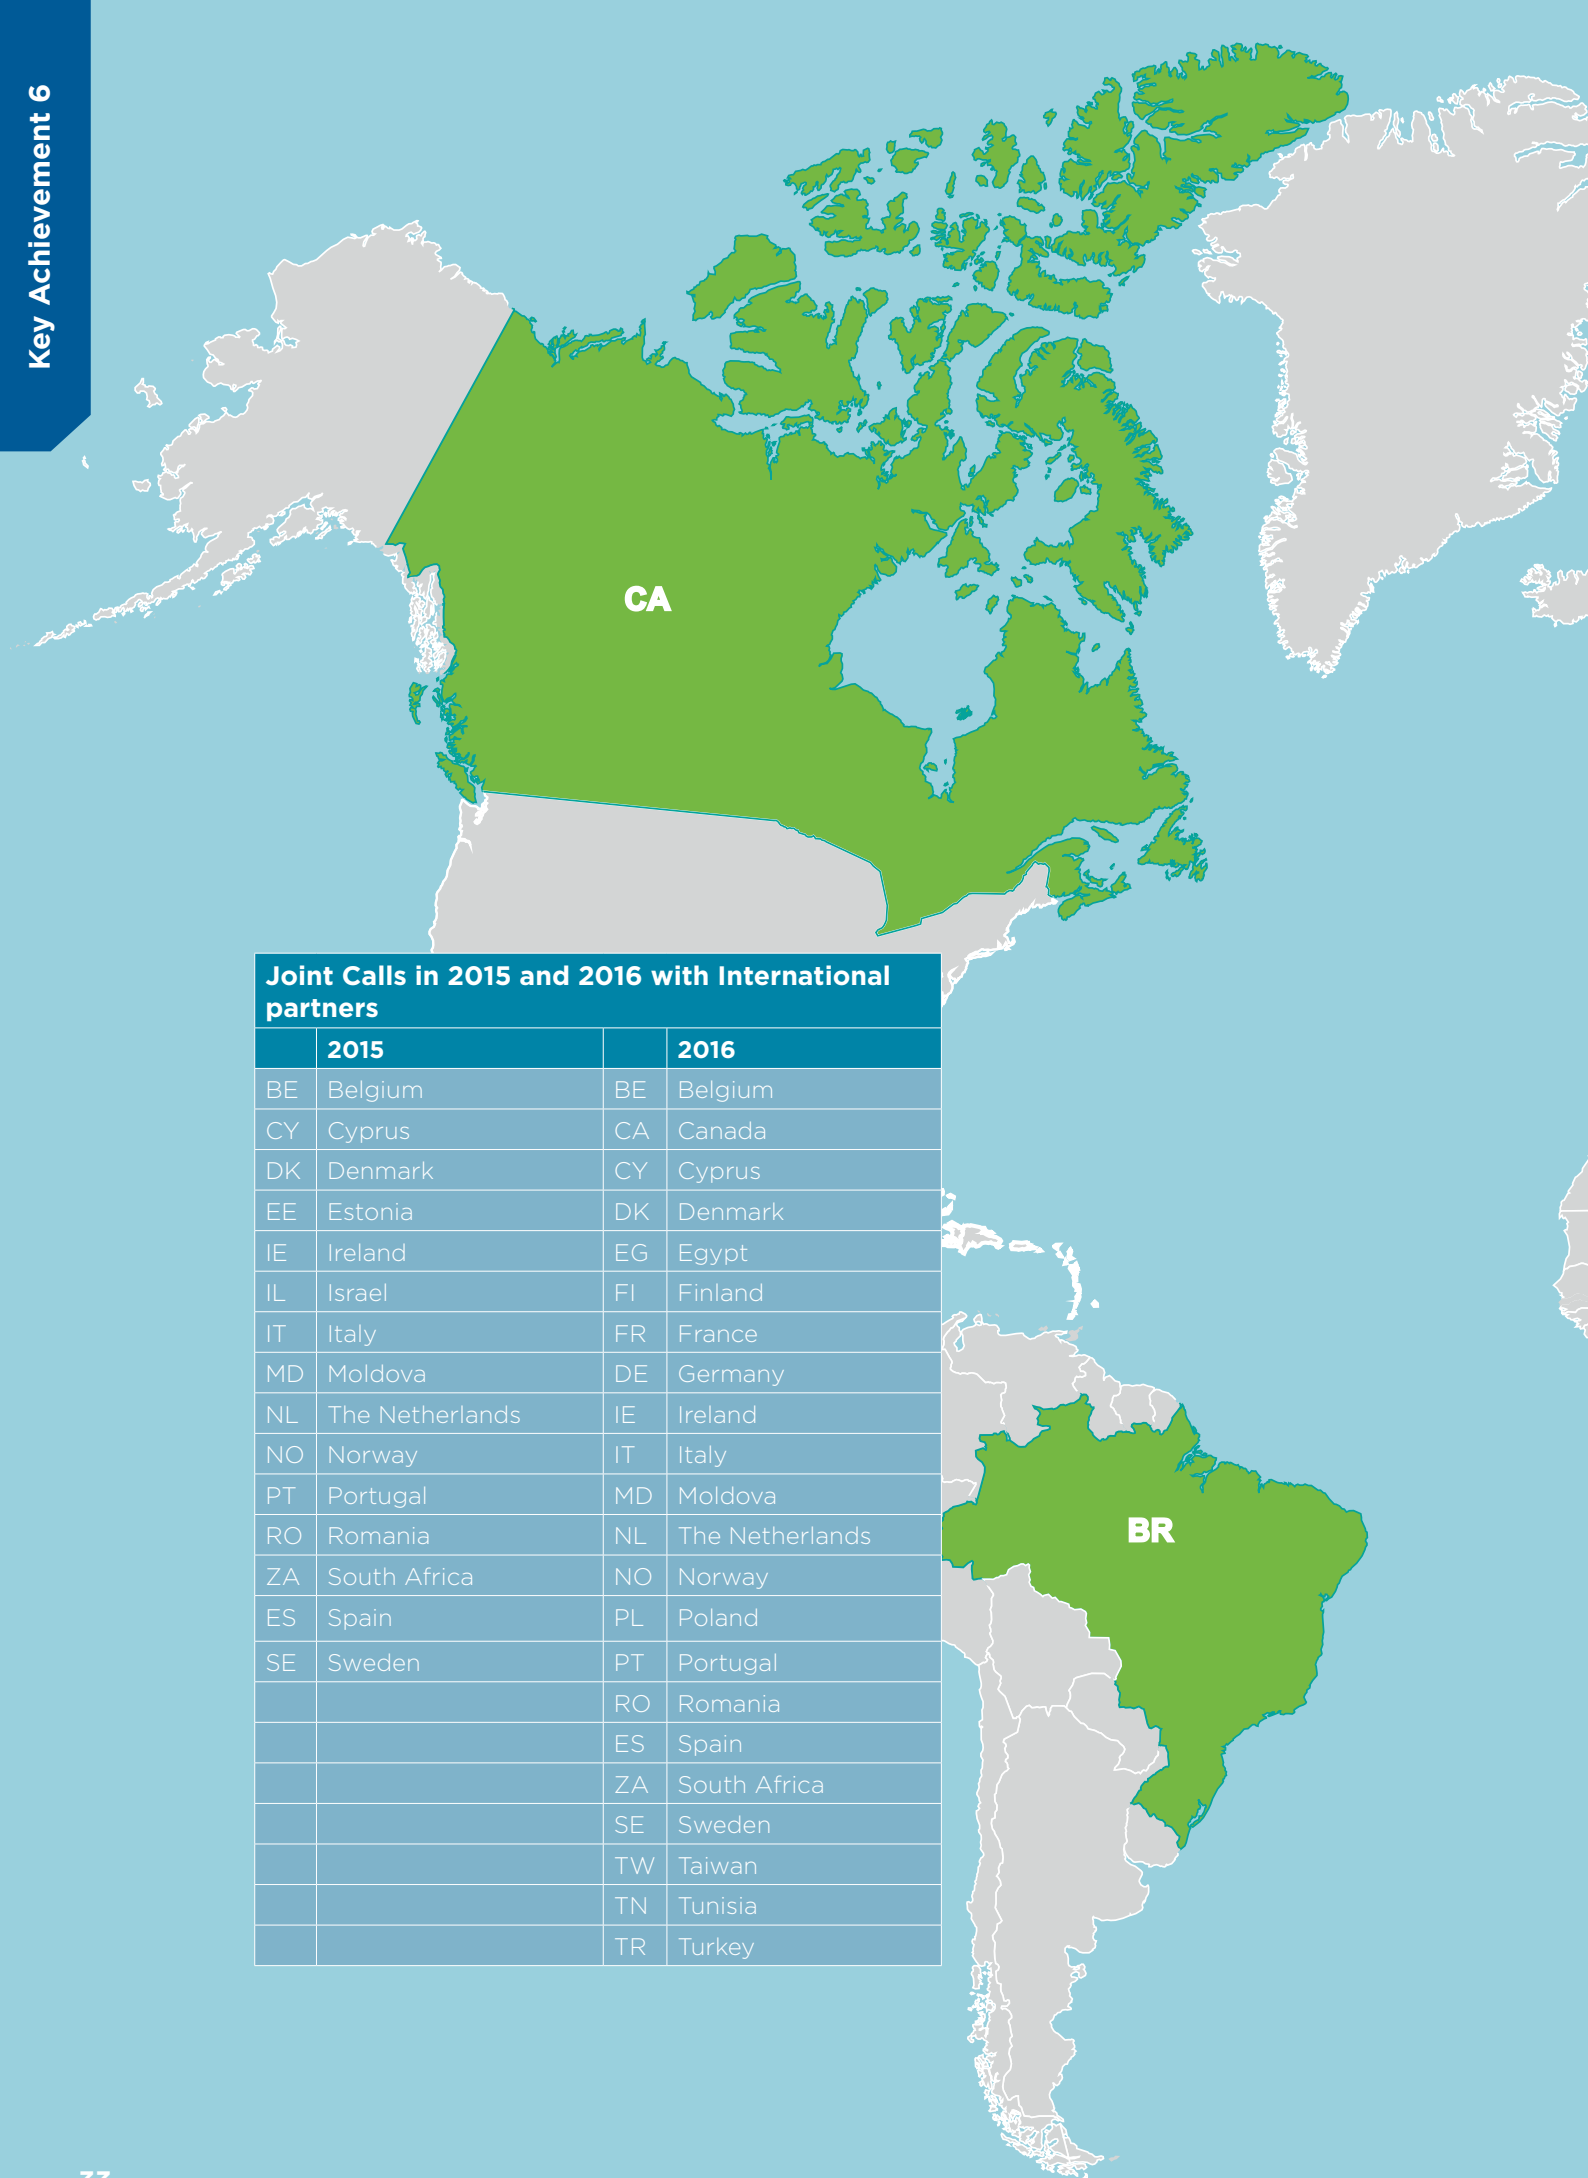 Key Achievement 6
CA
Joint Calls in 2015 and 2016 with International
partners
2015 2016
BE Belgium BE Belgium
CY Cyprus CA Canada
DK Denmark CY Cyprus
EE Estonia DK Denmark
IE Ireland EG Egypt
IL Israel FI Finland
IT Italy FR France
MD Moldova DE Germany
NL The Netherlands IE Ireland
NO Norway IT Italy
PT Portugal MD Moldova
RO Romania NL The Netherlands
ZA South Africa NO Norway
ES Spain PL Poland
SE Sweden PT Portugal
RO Romania
ES Spain
ZA South Africa
SE Sweden
TW Taiwan
TN Tunisia
TR Turkey
BR